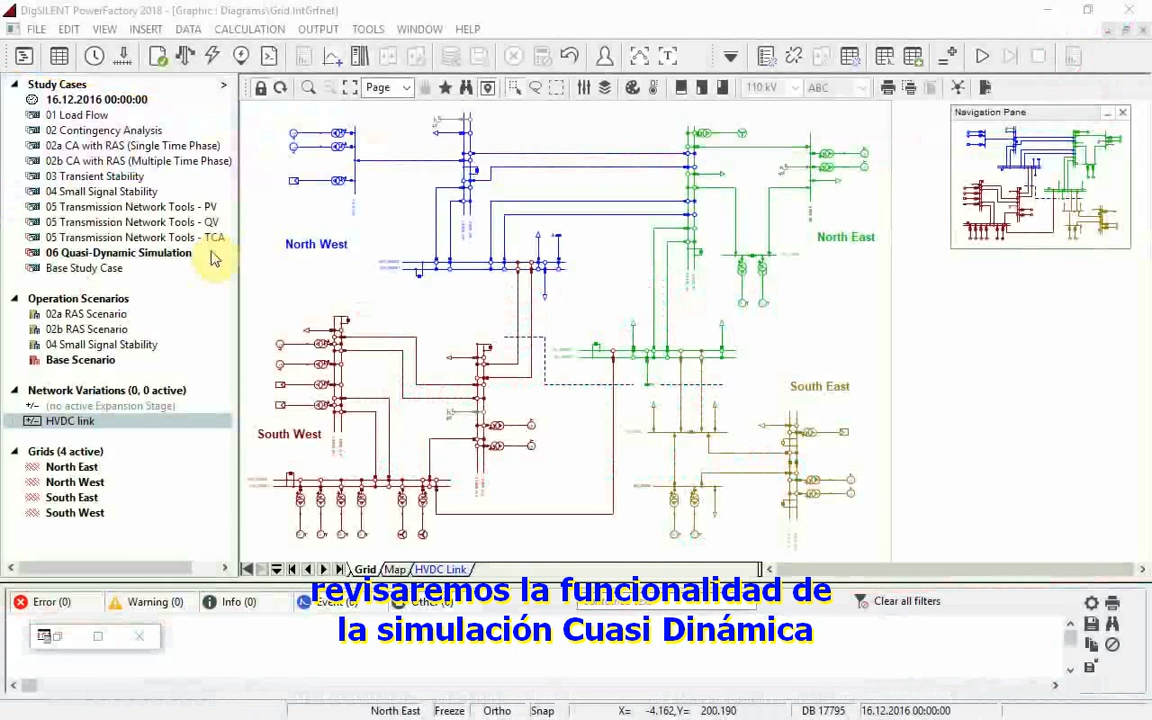 DIgSILENT PowerFactory 2018 - [Graphic : Diagrams\Grid.IntGrfnet]
FILE EDIT VIEW INSERT DATA CALCULATION OUTPUT TOOLS WINDOW HELP
Page
110 kV
ABC
Study Cases
16.12.2016 00:00:00
01 Load Flow
02 Contingency Analysis
02a CA with RAS (Single Time Phase)
02b CA with RAS (Multiple Time Phase)
03 Transient Stability
04 Small Signal Stability
05 Transmission Network Tools - PV
05 Transmission Network Tools - QV
05 Transmission Network Tools - TCA
06 Quasi-Dynamic Simulation
Base Study Case
Operation Scenarios
02a RAS Scenario
02b RAS Scenario
04 Small Signal Stability
Base Scenario
Network Variations (0, 0 active)
(no active Expansion Stage)
HVDC link
Grids (4 active)
North East
North West
South East
South West
North West
North East
South West
South East
Navigation Pane
Grid Map HVDC Link
Error (0) Warning (0) Info (0) Event (0) Other (0)
Clear all filters
revisaremos la funcionalidad de
la simulación Cuasi Dinámica
North East Freeze Ortho Snap X= -4.162,Y= 200.190 DB 17795 16.12.2016 00:00:00